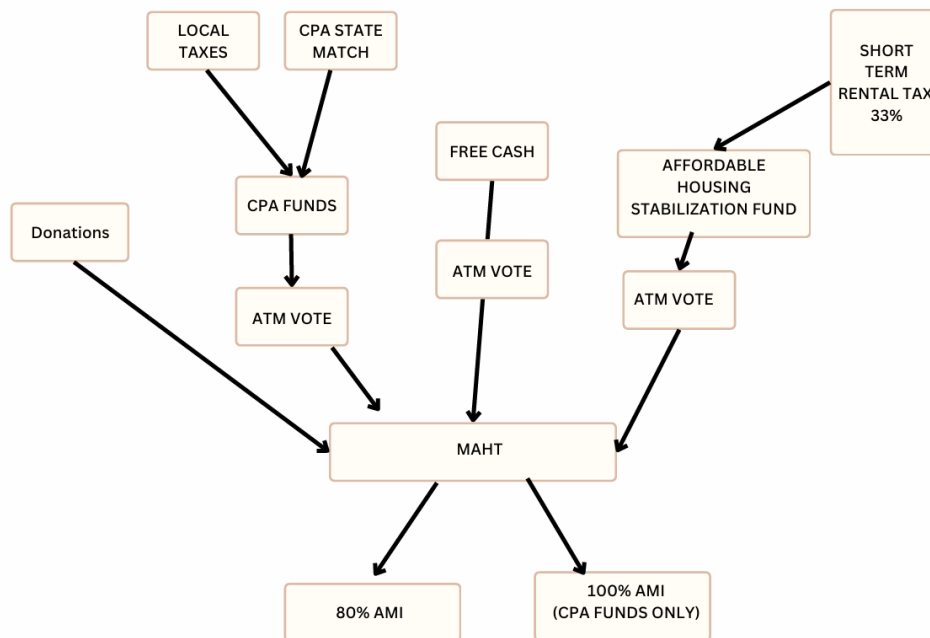 LOCAL
TAXES
CPA STATE
MATCH
SHORT
TERM
RENTAL TAX
33%
FREE CASH
AFFORDABLE
HOUSING
STABILIZATION FUND
CPA FUNDS
Donations
ATM VOTE
ATM VOTE
ATM VOTE
MAHT
80% AMI
100% AMI
(CPA FUNDS ONLY)